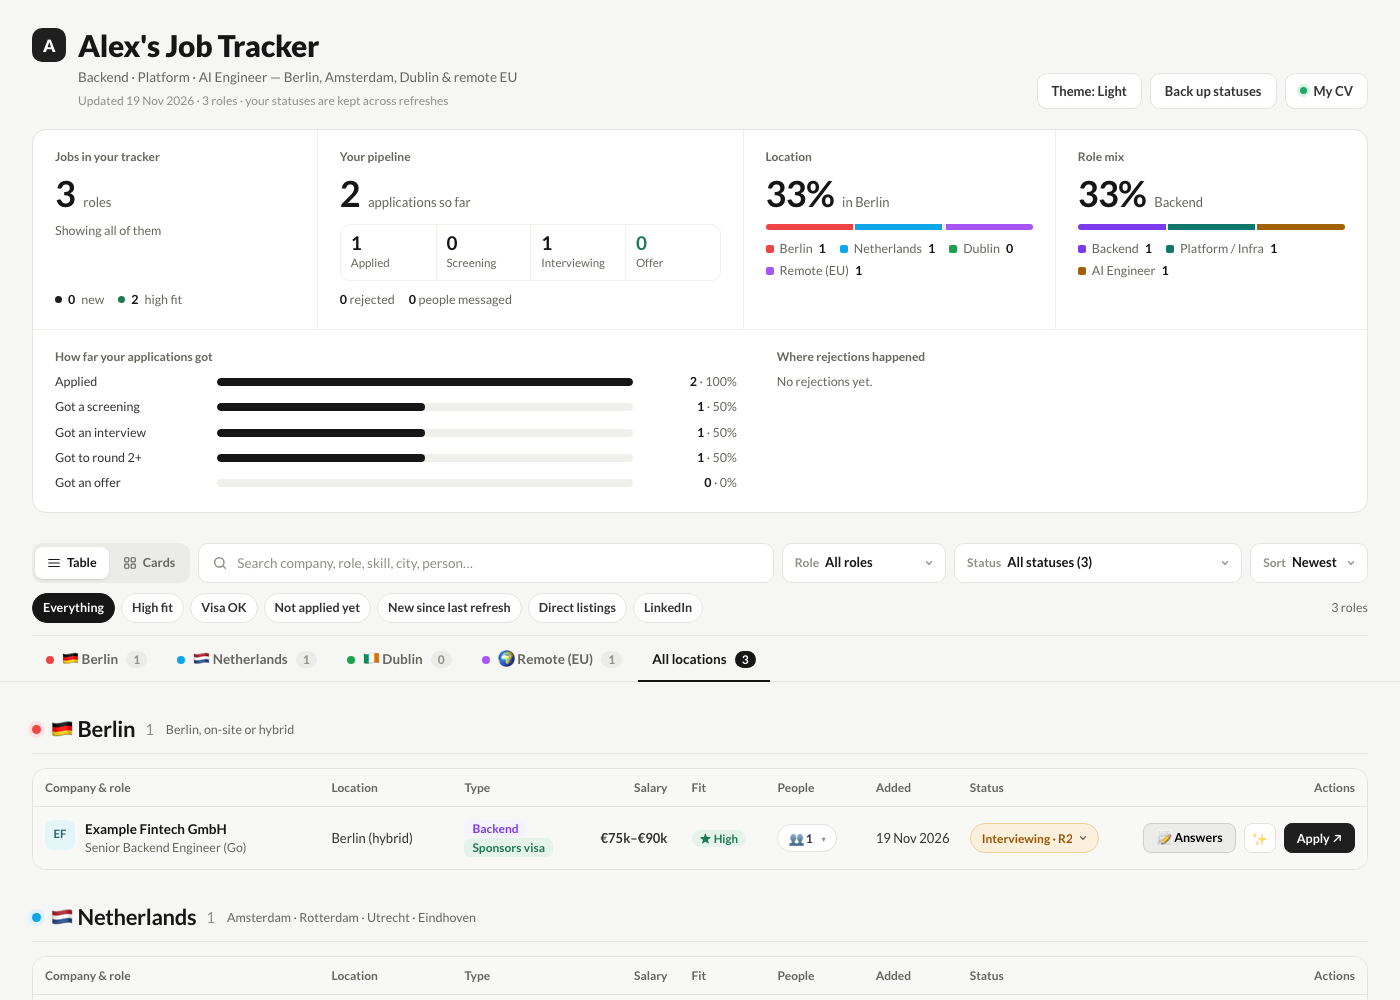 A Alex's Job Tracker
Backend · Platform · AI Engineer — Berlin, Amsterdam, Dublin & remote EU
Updated 19 Nov 2026 · 3 roles · your statuses are kept across refreshes
Theme: Light Back up statuses My CV
Jobs in your tracker
3 roles
Showing all of them
0 new 2 high fit
Your pipeline
2 applications so far
1 0 1 0
Applied Screening Interviewing Offer
0 rejected 0 people messaged
Location
33% in Berlin
Berlin 1 Netherlands 1 Dublin 0
Remote (EU) 1
Role mix
33% Backend
Backend 1 Platform / Infra 1
AI Engineer 1
How far your applications got
Applied 2 · 100%
Got a screening 1 · 50%
Got an interview 1 · 50%
Got to round 2+ 1 · 50%
Got an offer 0 · 0%
Where rejections happened
No rejections yet.
Table Cards Search company, role, skill, city, person… Role All roles Status All statuses (3) Sort Newest
Everything High fit Visa OK Not applied yet New since last refresh Direct listings LinkedIn 3 roles
Berlin 1 Netherlands 1 Dublin 0 Remote (EU) 1 All locations 3
Berlin 1 Berlin, on-site or hybrid
Company & role Location Type Salary Fit People Added Status Actions
EF Example Fintech GmbH
Senior Backend Engineer (Go)
Berlin (hybrid)
Backend
Sponsors visa
€75k–€90k ★ High 👥 1 19 Nov 2026 Interviewing · R2 📝 Answers ✨ Apply ↗
Netherlands 1 Amsterdam · Rotterdam · Utrecht · Eindhoven
Company & role Location Type Salary Fit People Added Status Actions